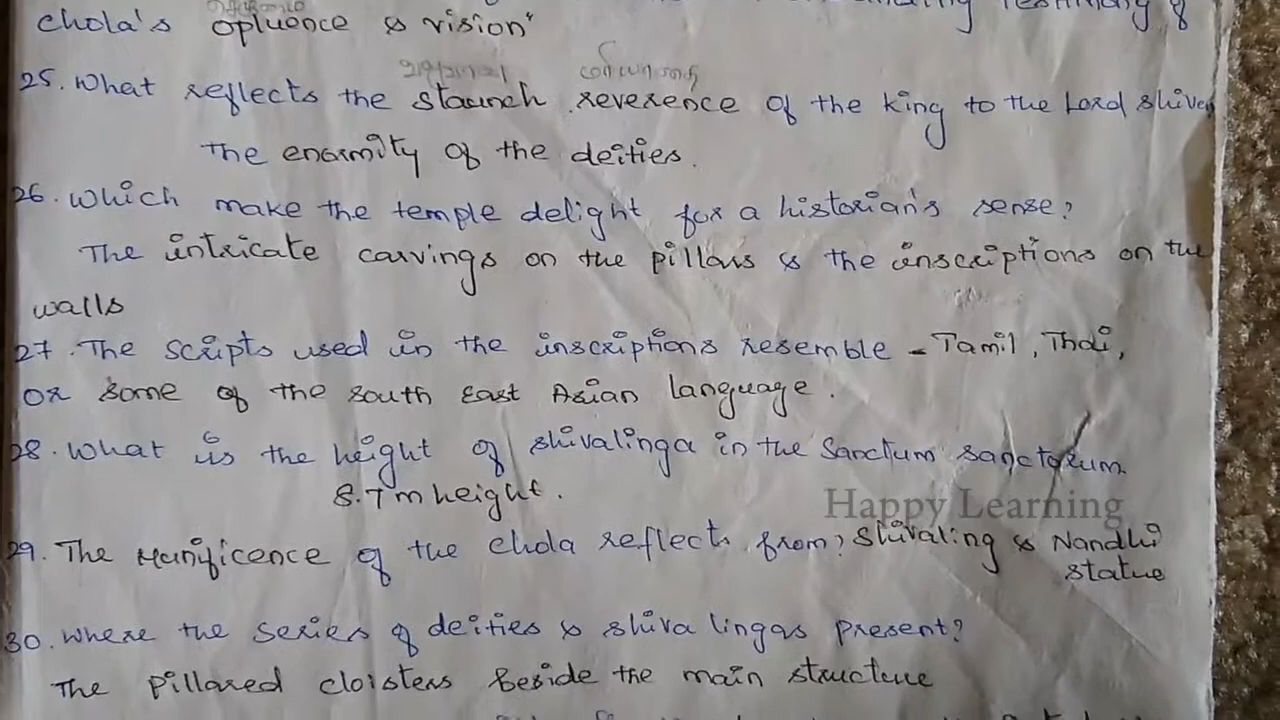 chola's opluence & vision"
25. What reflects the staunch reverence of the king to the Lord shiva
The enormity of the deities.
26. Which make the temple delight for a historian's sense?
The intricate carvings on the pillars & the inscriptions on the
walls
27. The scripts used in the inscriptions resemble - Tamil, Thai,
or some of the south East Asian language.
28. What is the height of shivalinga in the Sanctum sanctorum.
8.7m height.
Happy Learning
29. The Manificence of the chola reflects from? Shivaling & Nandhi
statue
30. Where the series of deities & shiva lingas present?
The pillared cloisters beside the main structure